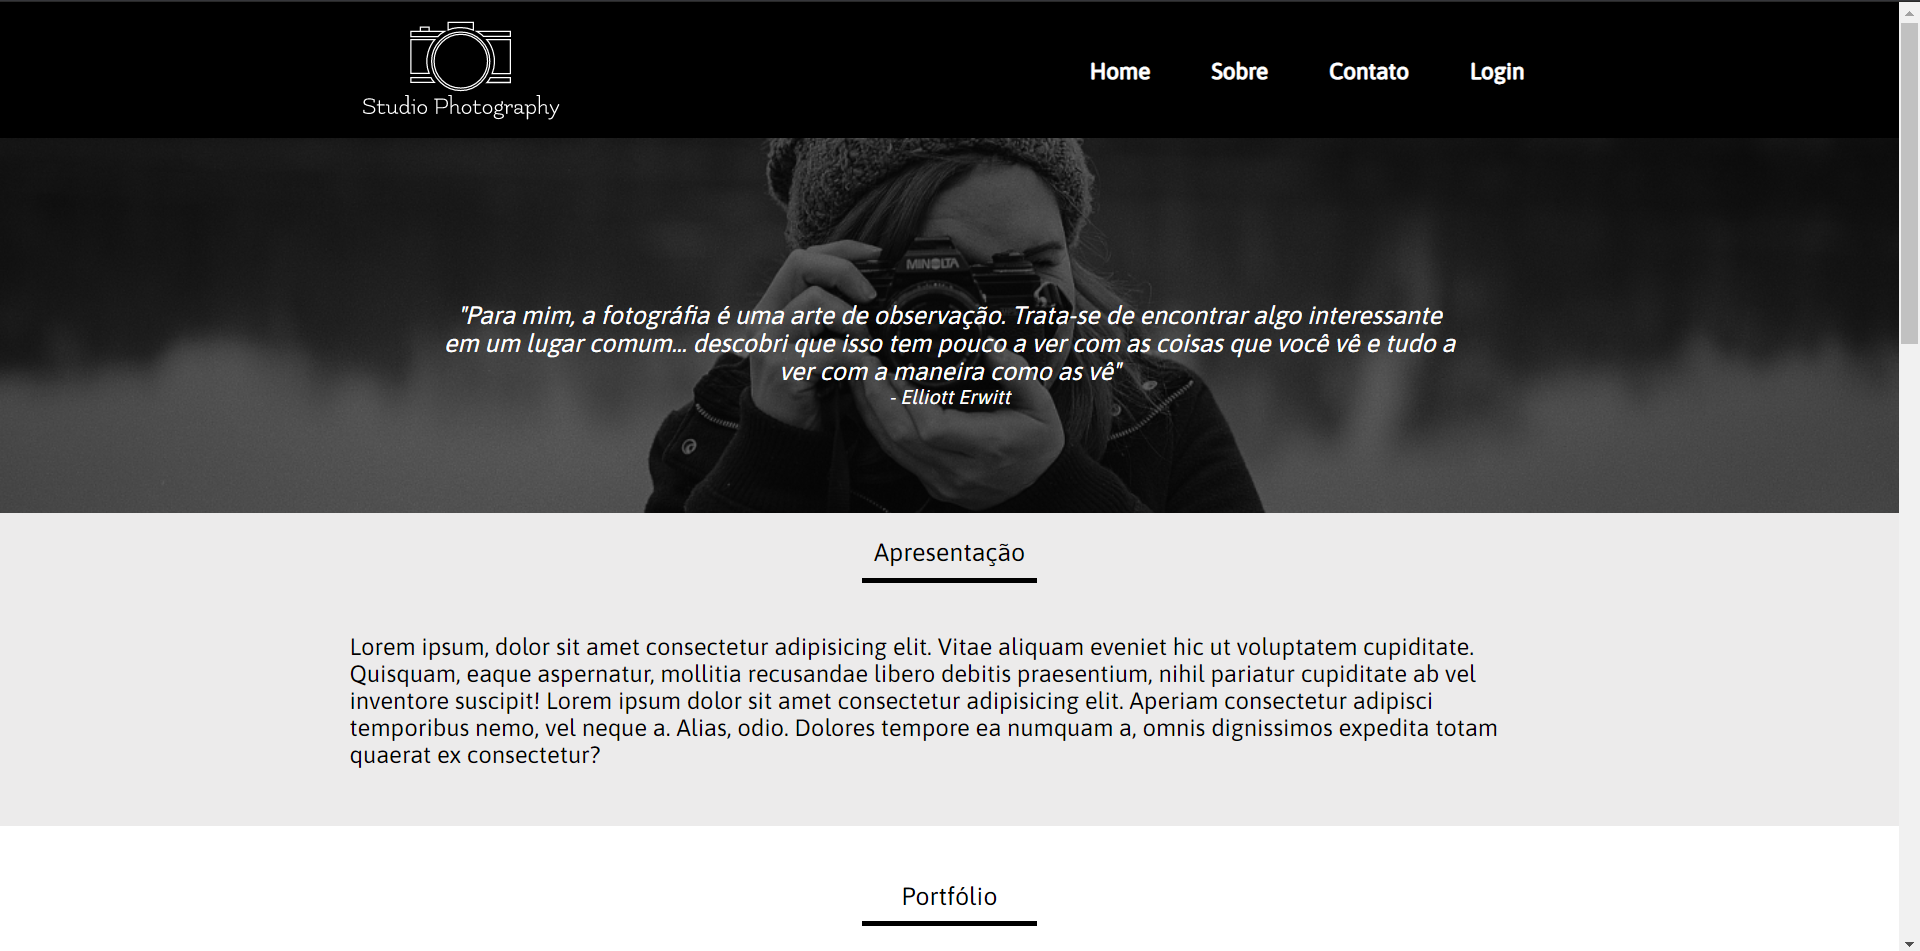 Studio Photography
Home Sobre Contato Login
MINOLTA
"Para mim, a fotográfia é uma arte de observação. Trata-se de encontrar algo interessante
em um lugar comum... descobri que isso tem pouco a ver com as coisas que você vê e tudo a
ver com a maneira como as vê"
- Elliott Erwitt
Apresentação
Lorem ipsum, dolor sit amet consectetur adipisicing elit. Vitae aliquam eveniet hic ut voluptatem cupiditate.
Quisquam, eaque aspernatur, mollitia recusandae libero debitis praesentium, nihil pariatur cupiditate ab vel
inventore suscipit! Lorem ipsum dolor sit amet consectetur adipisicing elit. Aperiam consectetur adipisci
temporibus nemo, vel neque a. Alias, odio. Dolores tempore ea numquam a, omnis dignissimos expedita totam
quaerat ex consectetur?
Portfólio